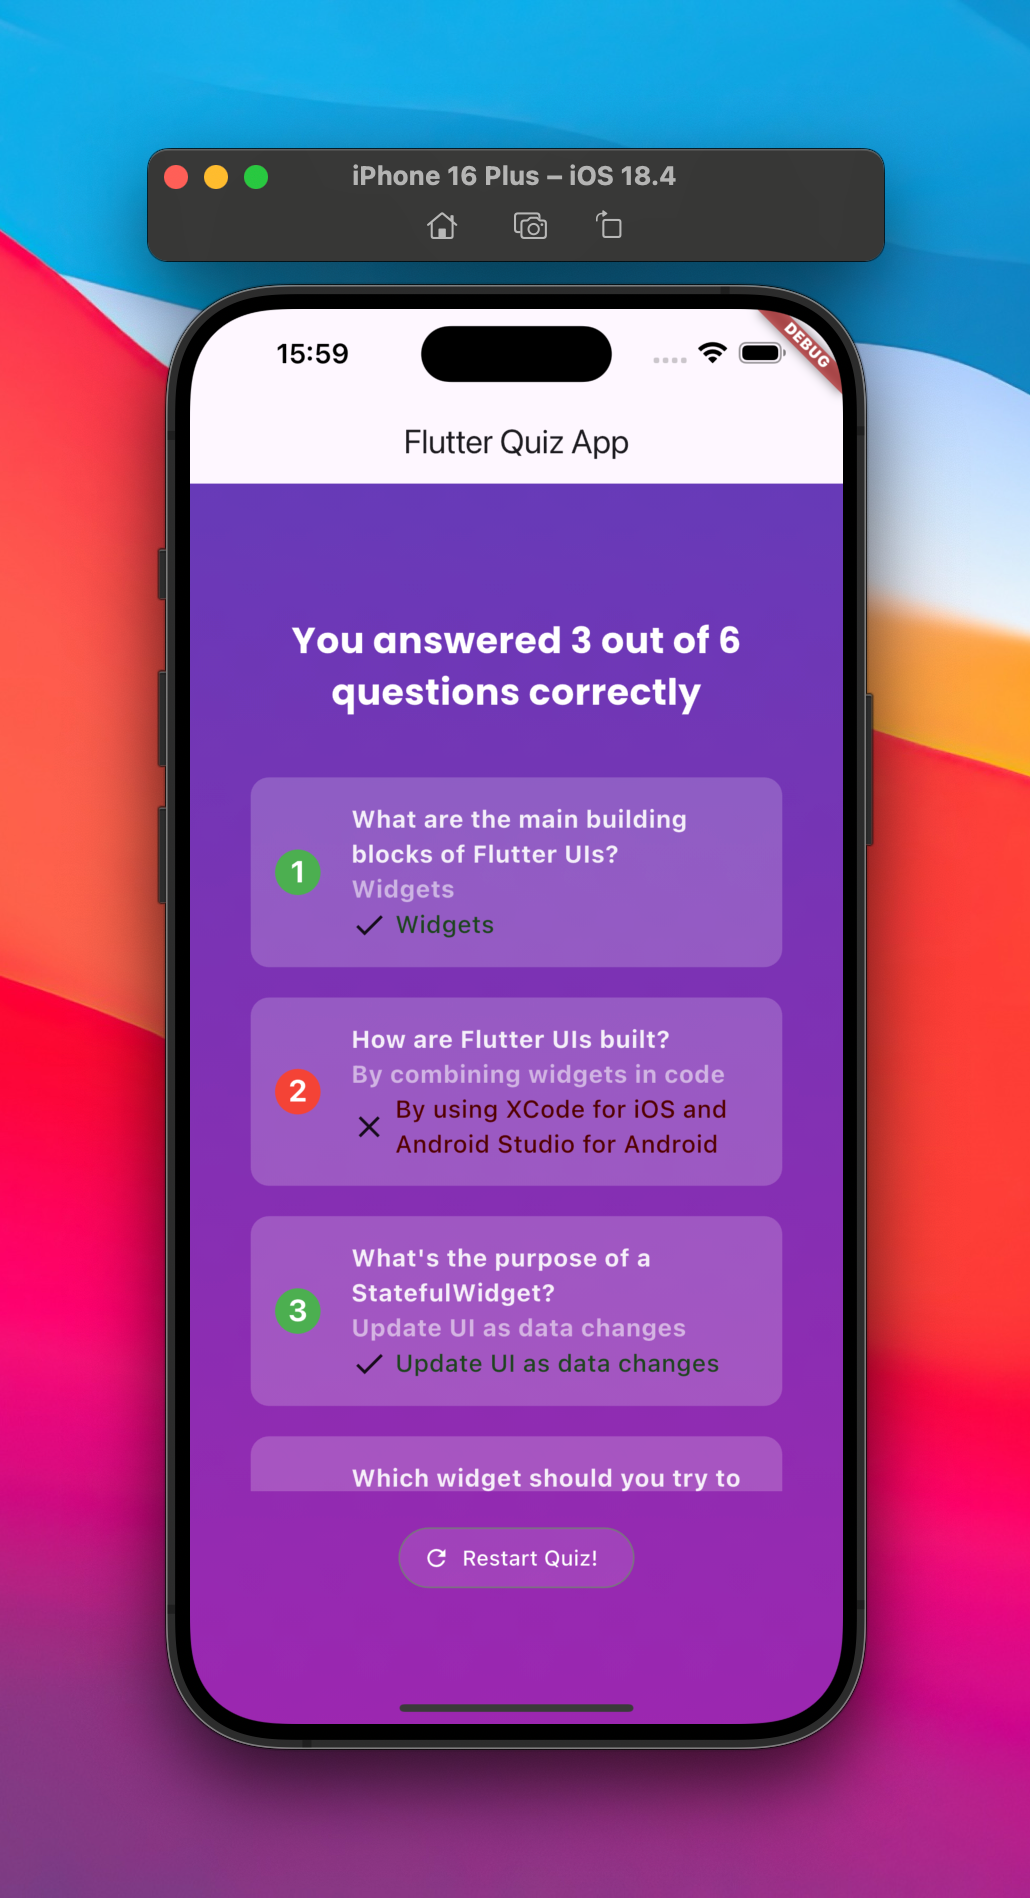 iPhone 16 Plus – iOS 18.4
15:59
DEBUG
Flutter Quiz App
You answered 3 out of 6
questions correctly
1
What are the main building
blocks of Flutter UIs?
Widgets
Widgets
2
How are Flutter UIs built?
By combining widgets in code
By using XCode for iOS and
Android Studio for Android
3
What's the purpose of a
StatefulWidget?
Update UI as data changes
Update UI as data changes
Which widget should you try to
Restart Quiz!